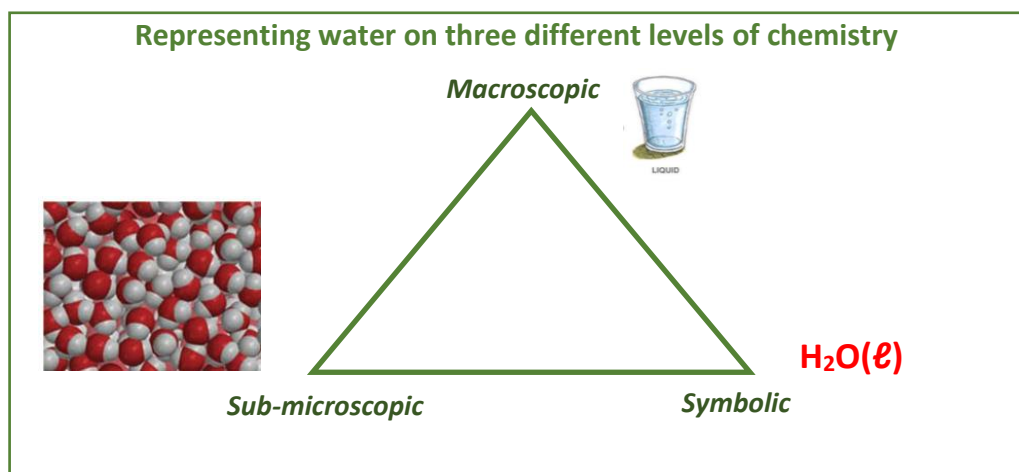 Representing water on three different levels of chemistry
Macroscopic
LIQUID
H₂O(ℓ)
Sub-microscopic
Symbolic